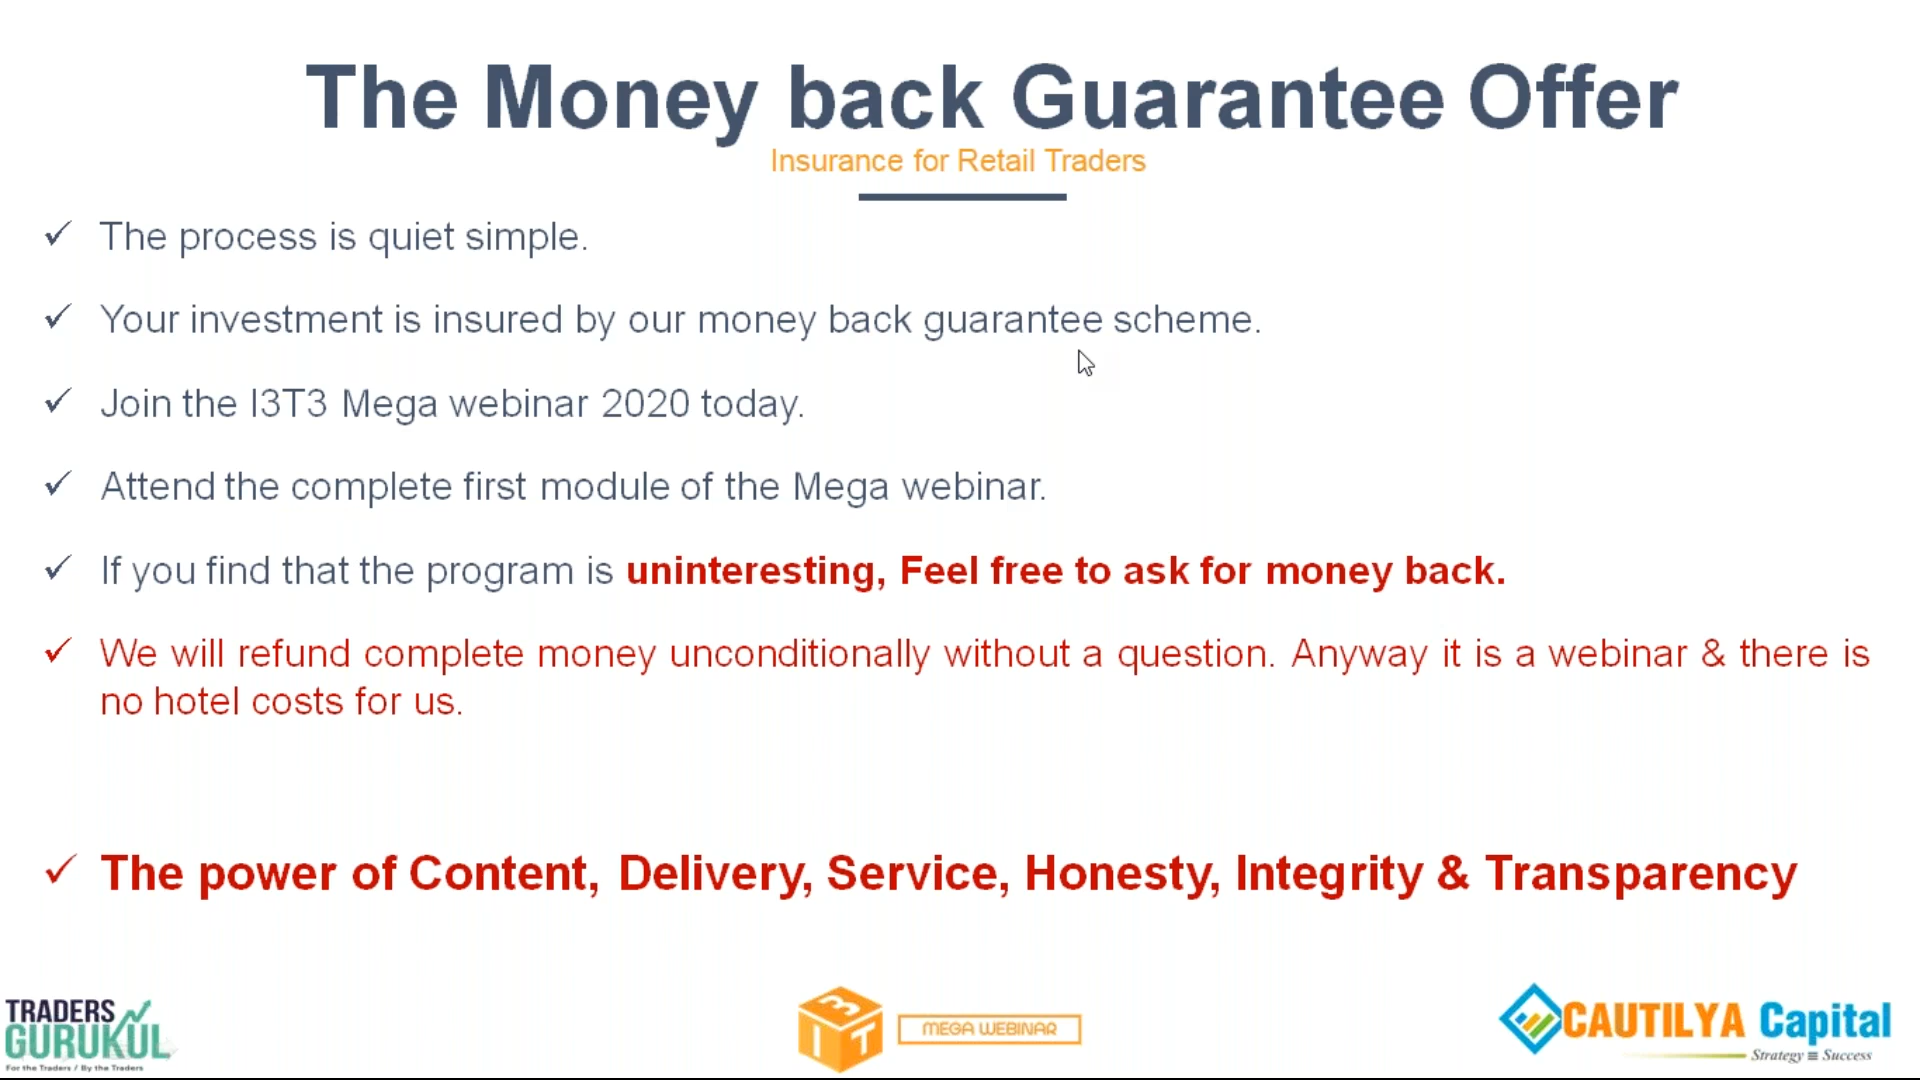 The Money back Guarantee Offer
Insurance for Retail Traders
✓ The process is quiet simple.
✓ Your investment is insured by our money back guarantee scheme.
✓ Join the I3T3 Mega webinar 2020 today.
✓ Attend the complete first module of the Mega webinar.
✓ If you find that the program is uninteresting, Feel free to ask for money back.
✓ We will refund complete money unconditionally without a question. Anyway it is a webinar & there is
no hotel costs for us.
✓ The power of Content, Delivery, Service, Honesty, Integrity & Transparency
TRADERS
GURUKUL
For the Traders / By the Traders
3
I T
MEGA WEBINAR
CAUTILYA Capital
Strategy ≡ Success